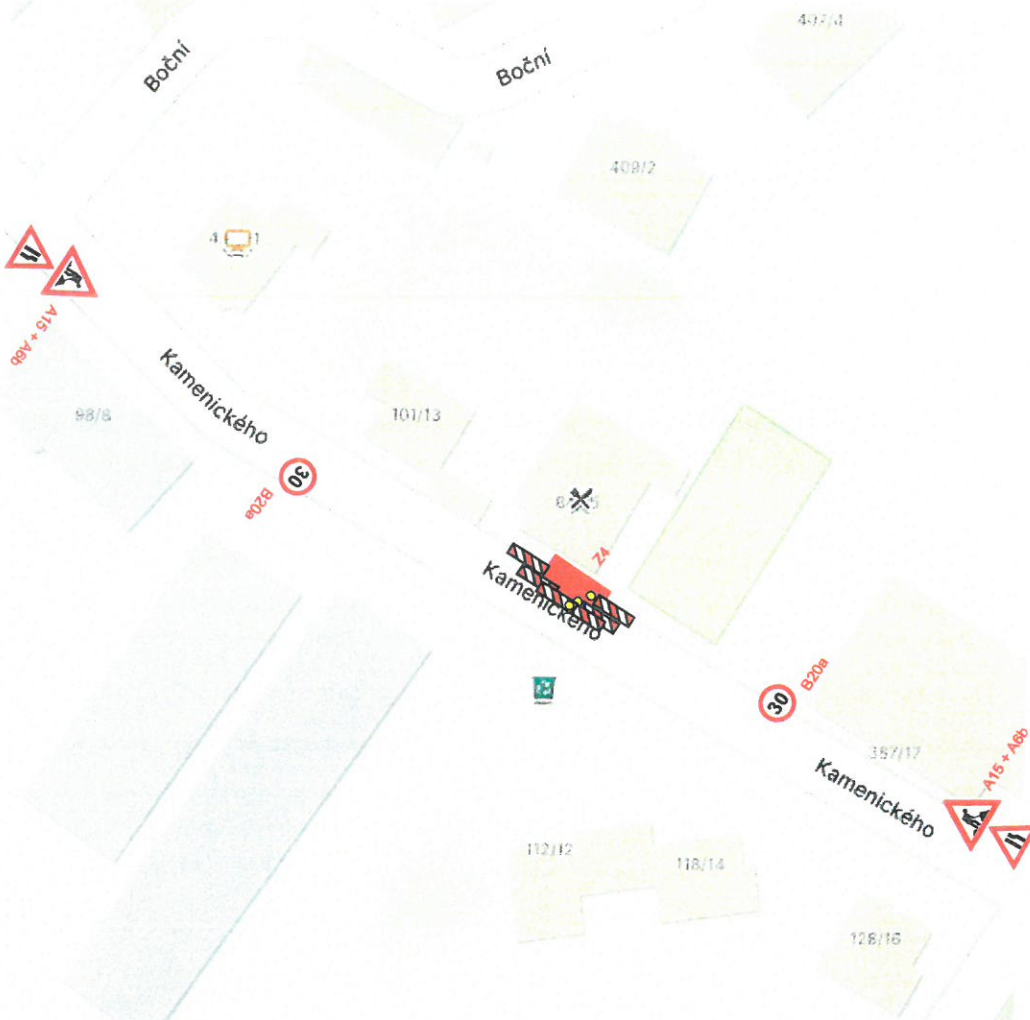 Boční
Boční
497/4
409/2
A15 + A6b
Kamenického
98/8
101/13
30
B20a
Z4
Kamenického
30
B20a
387/17
A15 + A6b
Kamenického
112/12
118/14
128/16